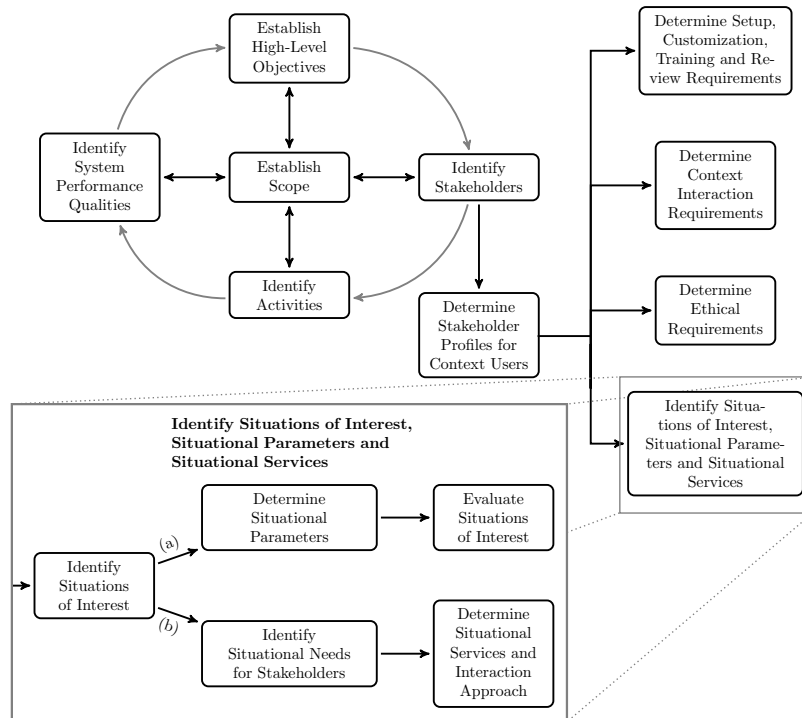 Establish
High-Level
Objectives
Determine Setup,
Customization,
Training and Re-
view Requirements
Identify
System
Performance
Qualities
Establish
Scope
Identify
Stakeholders
Determine
Context
Interaction
Requirements
Identify
Activities
Determine
Stakeholder
Profiles for
Context Users
Determine
Ethical
Requirements
Identify Situa-
tions of Interest,
Situational Parame-
ters and Situational
Services
Identify Situations of Interest,
Situational Parameters and
Situational Services
Identify
Situations
of Interest
(a)
Determine
Situational
Parameters
Evaluate
Situations
of Interest
(b)
Identify
Situational Needs
for Stakeholders
Determine
Situational
Services and
Interaction
Approach